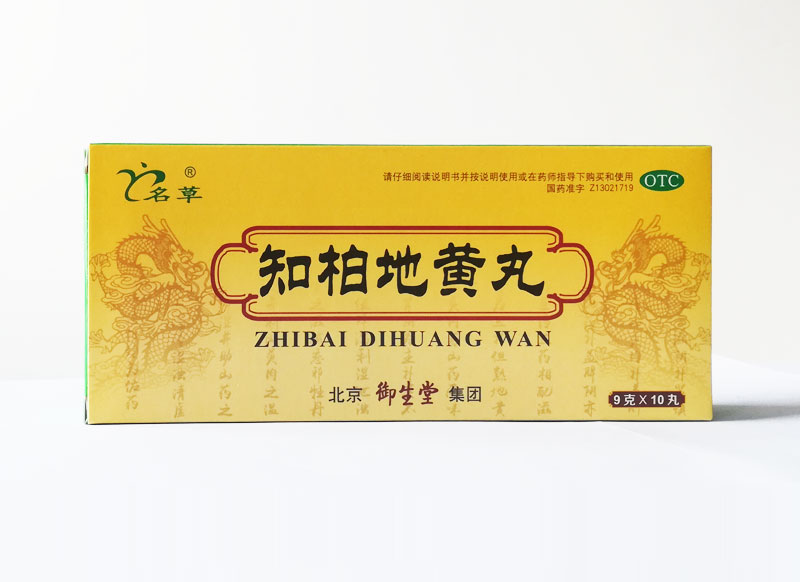 名草®
请仔细阅读说明书并按说明使用或在药师指导下购买和使用
国药准字 Z13021719
OTC
知柏地黄丸
ZHIBAI DIHUANG WAN
北京 御生堂 集团
9克X10丸